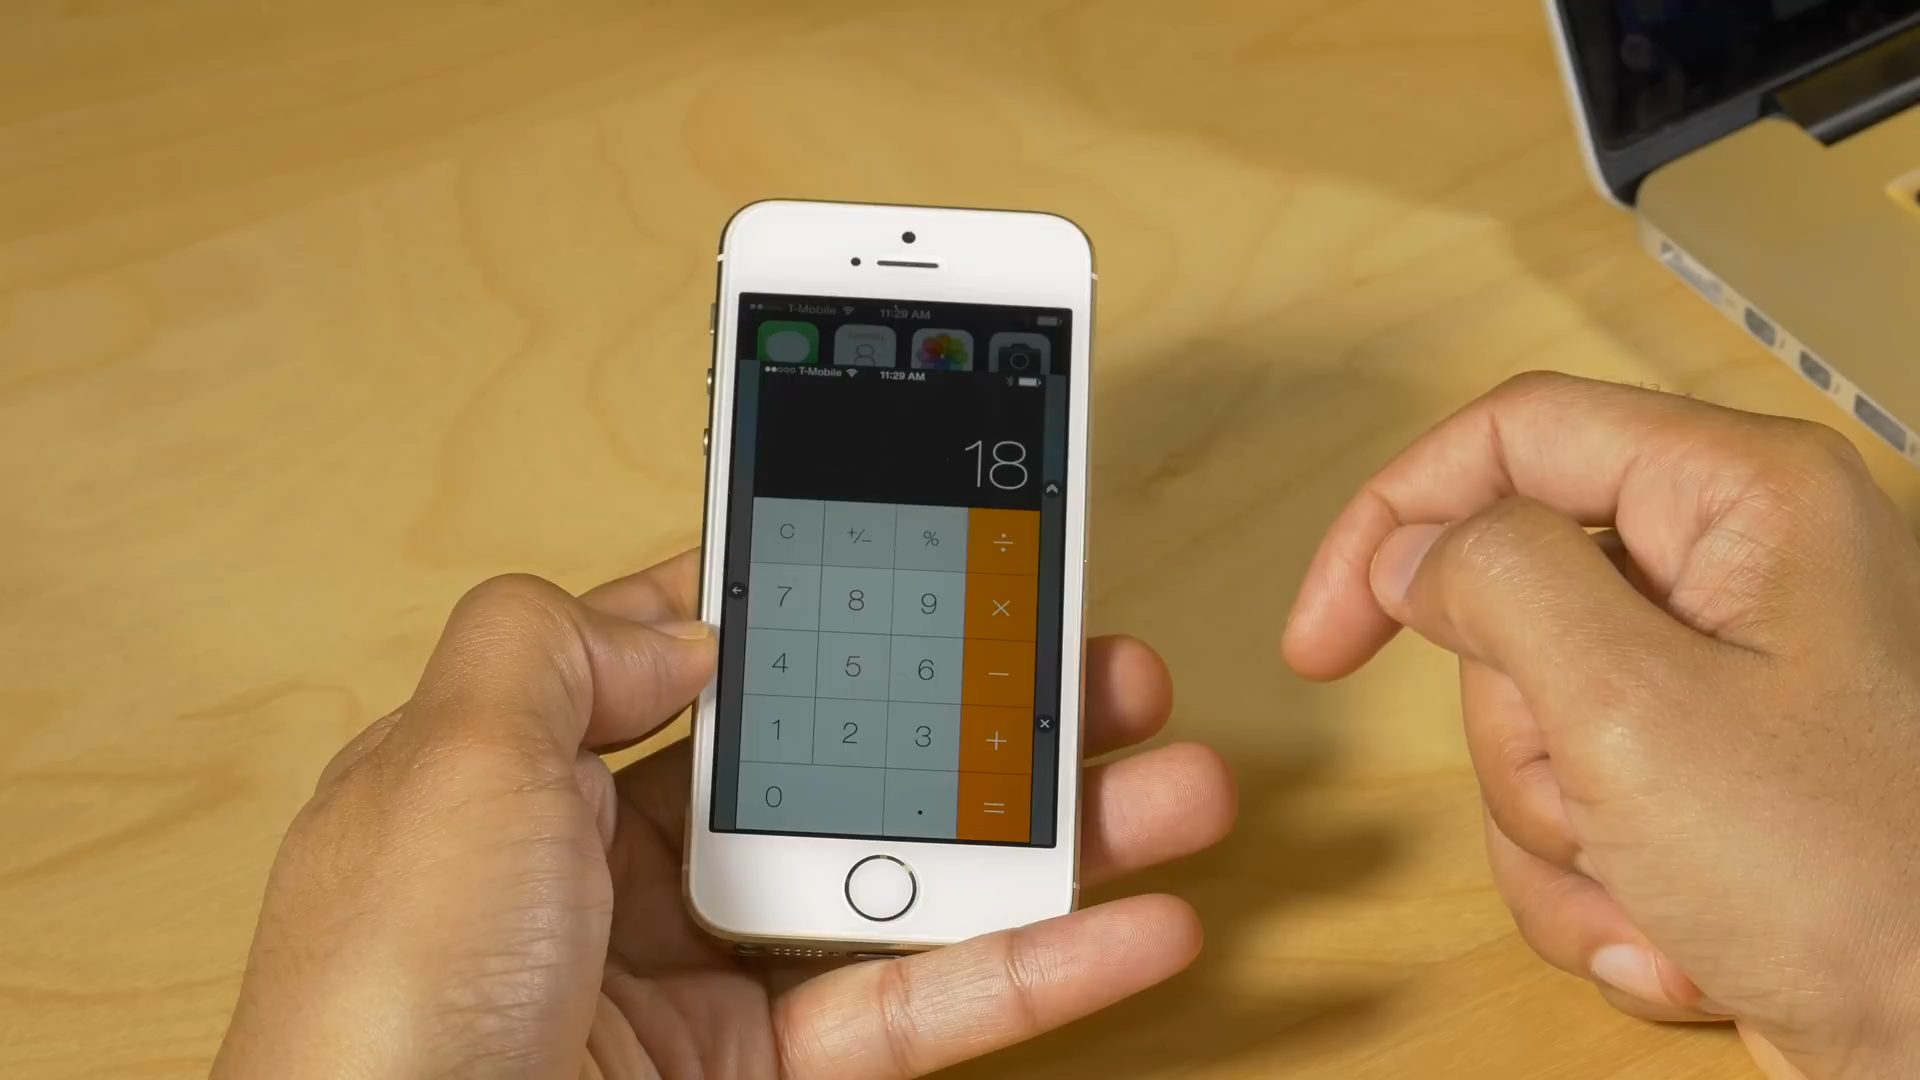 T-Mobile 11:29 AM
8
T-Mobile 11:29 AM
18
C +/− % ÷
7 8 9 ×
4 5 6 −
1 2 3 +
0 . =